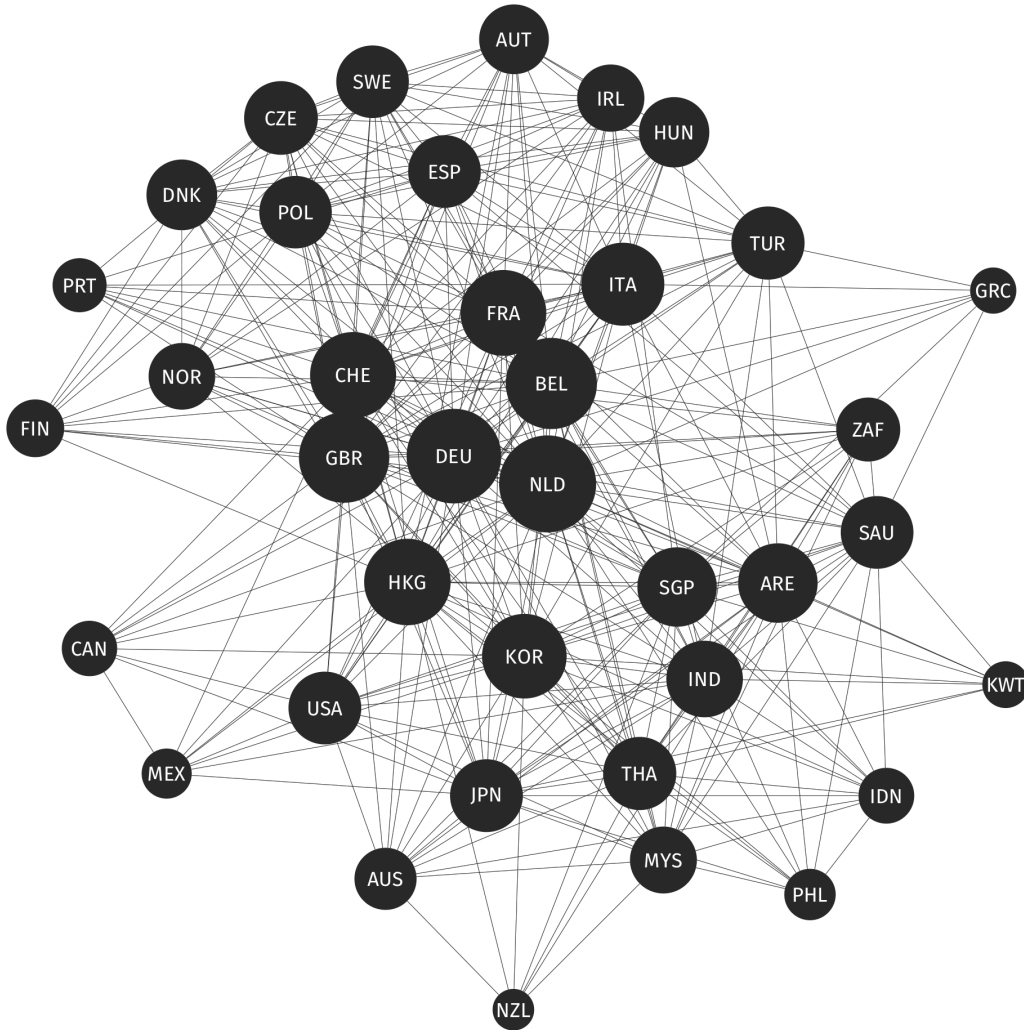 AUT
SWE
IRL
CZE
HUN
ESP
DNK
POL
TUR
ITA
PRT
GRC
FRA
NOR
CHE
BEL
FIN
ZAF
GBR
DEU
NLD
SAU
HKG
SGP
ARE
CAN
KOR
IND
KWT
USA
MEX
THA
JPN
IDN
MYS
AUS
PHL
NZL